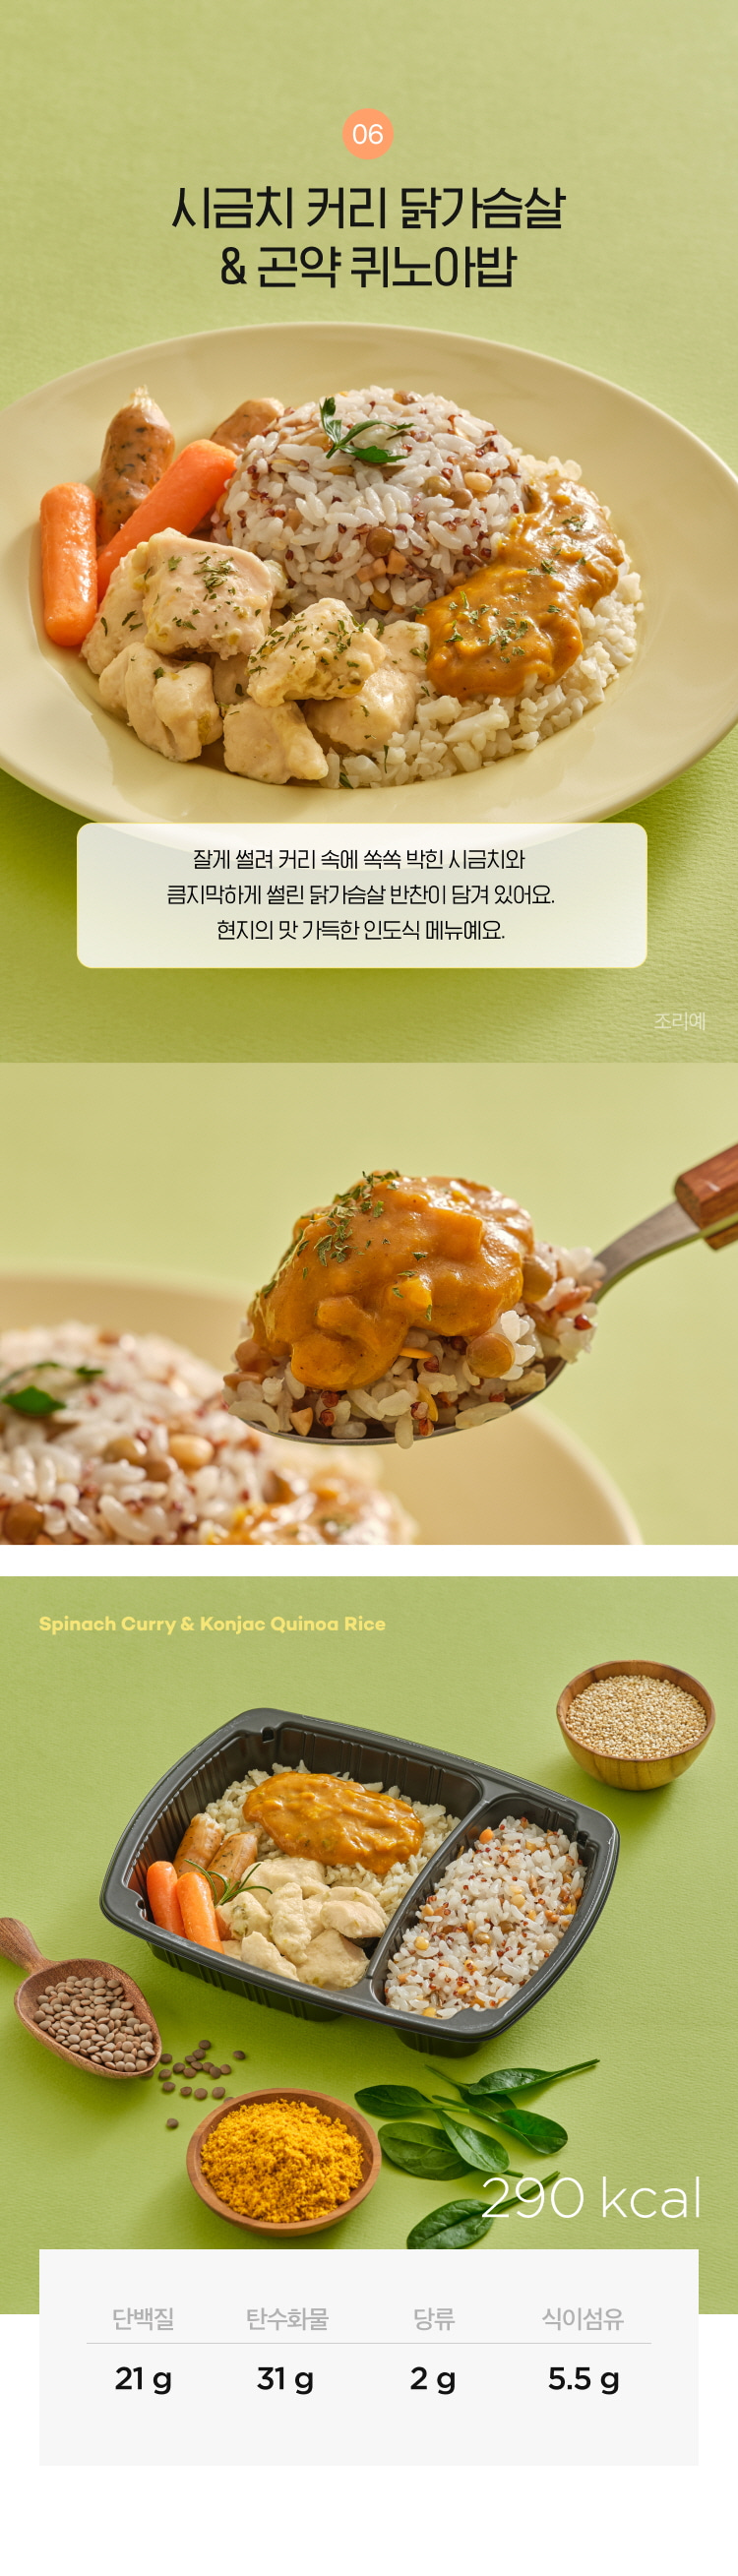 06
시금치 커리 닭가슴살
& 곤약 퀴노아밥
잘게 썰려 커리 속에 쏙쏙 박힌 시금치와
큼지막하게 썰린 닭가슴살 반찬이 담겨 있어요.
현지의 맛 가득한 인도식 메뉴예요.
조리예
Spinach Curry & Konjac Quinoa Rice
290 kcal
단백질 탄수화물 당류 식이섬유
21 g 31 g 2 g 5.5 g